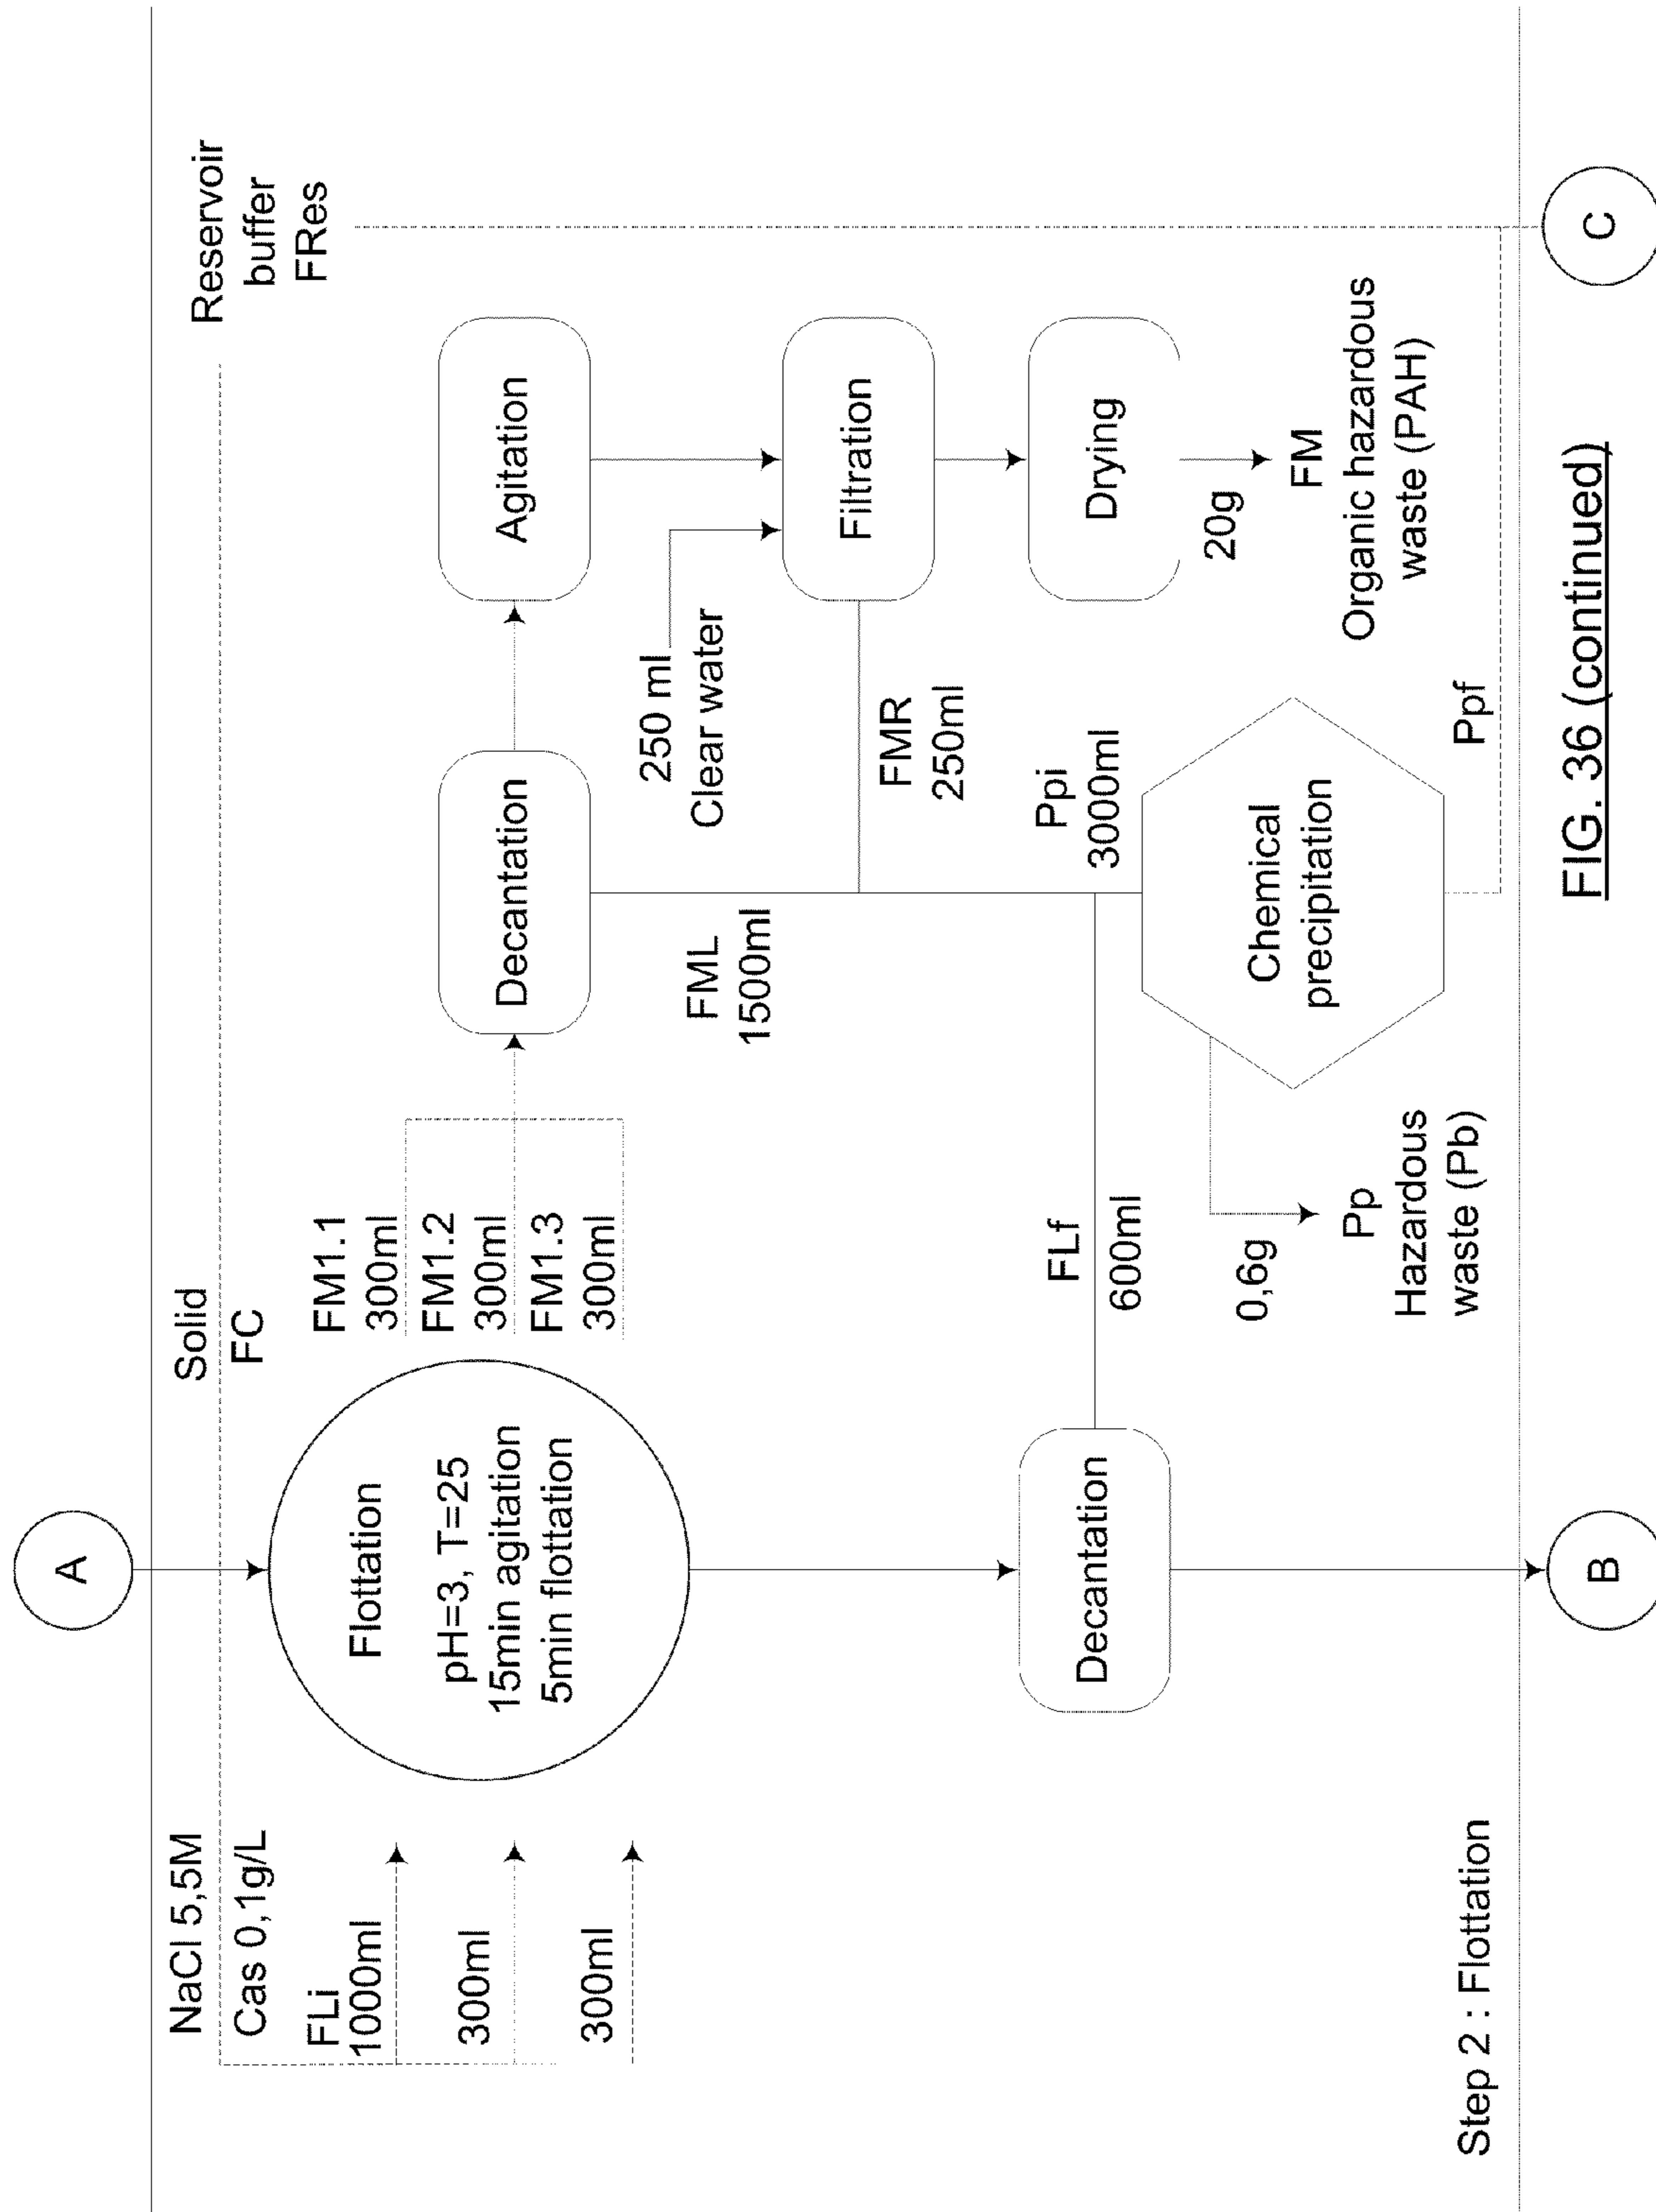 A
NaCl 5,5M
Solid
Reservoir
buffer
FRes
Cas 0,1g/L
FC
FLi
1000ml
300ml
300ml
Flottation
pH=3, T=25
15min agitation
5min flottation
FM1.1
300ml
FM1.2
300ml
FM1.3
300ml
Decantation
Agitation
250 ml
Clear water
FML
1500ml
Filtration
FMR
250ml
Drying
20g
FM
Organic hazardous
waste (PAH)
Decantation
FLf
600ml
Ppi
3000ml
Chemical
precipitation
0,6g
Pp
Hazardous
waste (Pb)
Ppf
Step 2 : Flottation
B
C
FIG. 36 (continued)